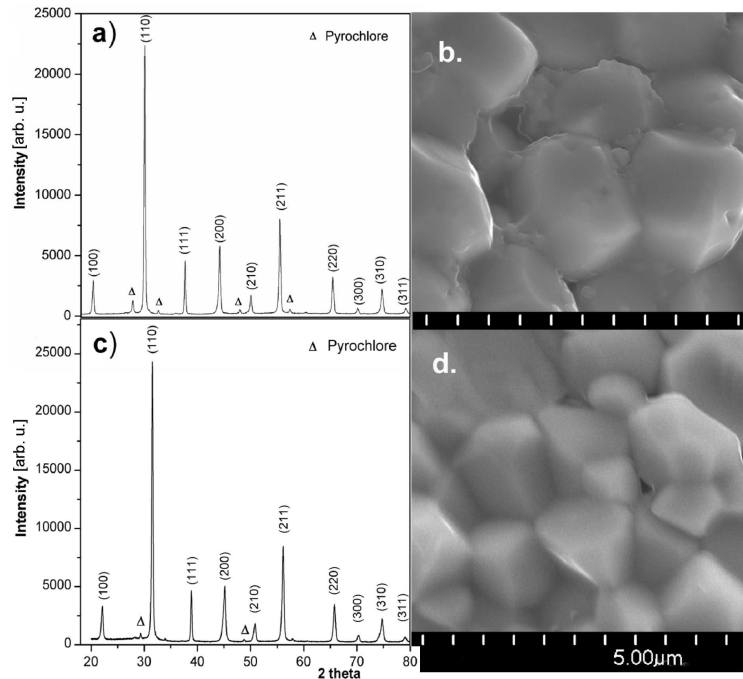 25000
20000
15000
10000
5000
0
Intensity [arb. u.]
a)
Δ Pyrochlore
(100)
Δ
(110)
Δ
(111)
(200)
Δ
(210)
(211)
Δ
(220)
(300)
(310)
(311)
b.
25000
20000
15000
10000
5000
0
Intensity [arb. u.]
c)
Δ Pyrochlore
(100)
Δ
(110)
(111)
(200)
Δ
(210)
(211)
(220)
(300)
(310)
(311)
20 30 40 50 60 70 80
2 theta
d.
5.00μm